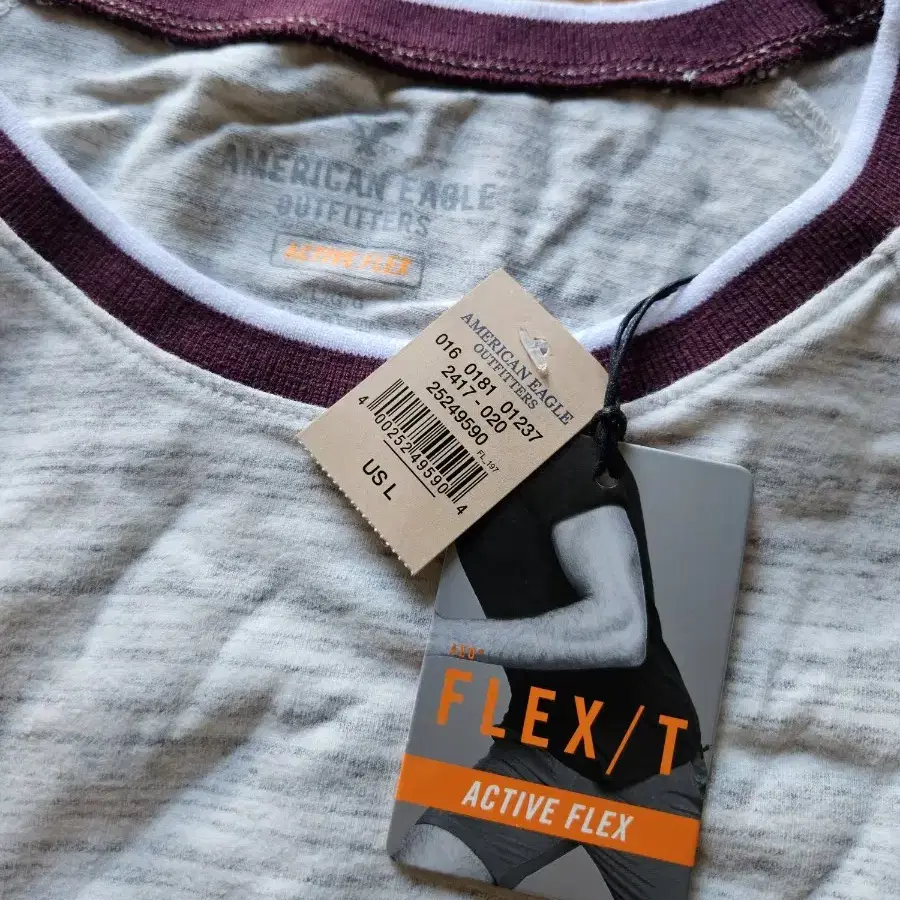 AMERICAN EAGLE
OUTFITTERS
ACTIVE FLEX
AMERICAN EAGLE
OUTFITTERS
016 0181 01237
2417-020
25249590
FL_197
4 00252 49590 4
US L
FLEX/T
ACTIVE FLEX